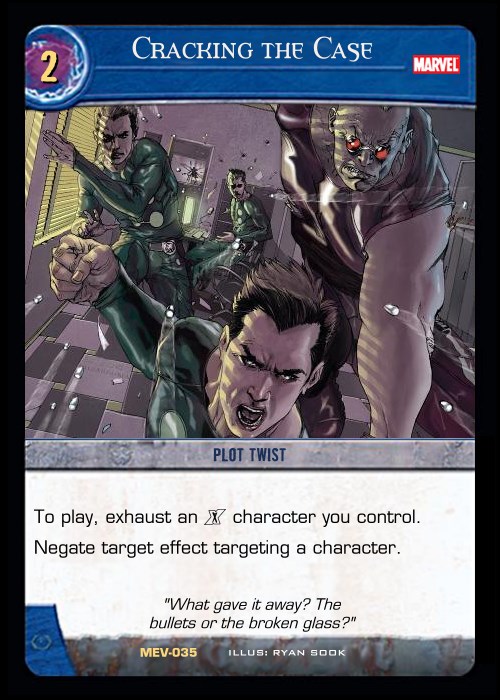 2
CRACKING THE CASE
MARVEL
PLOT TWIST
To play, exhaust an X character you control.
Negate target effect targeting a character.
"What gave it away? The
bullets or the broken glass?"
MEV-035 ILLUS: RYAN SOOK